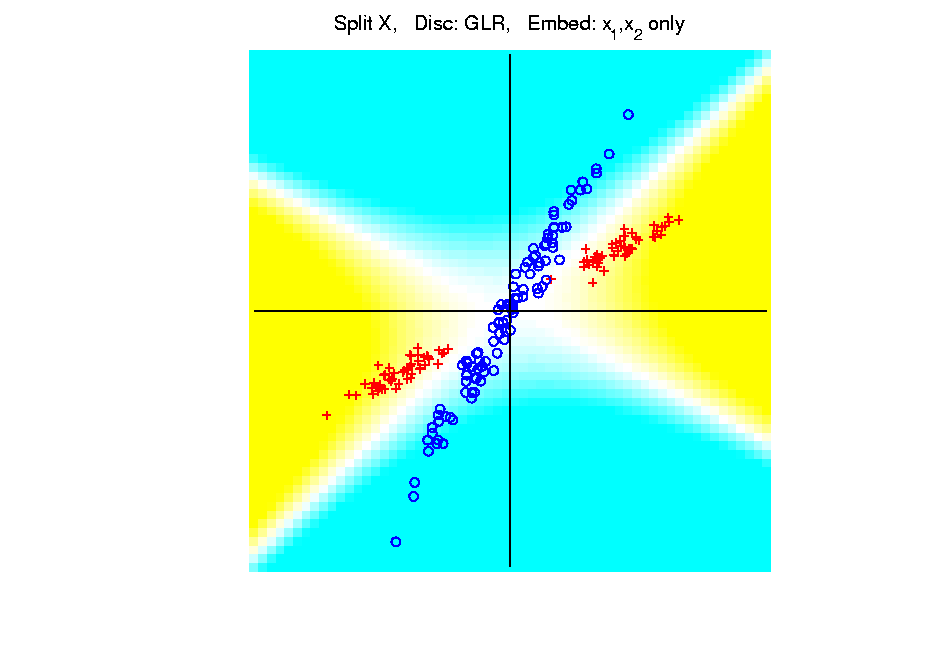 Split X, Disc: GLR, Embed: x₁,x₂ only